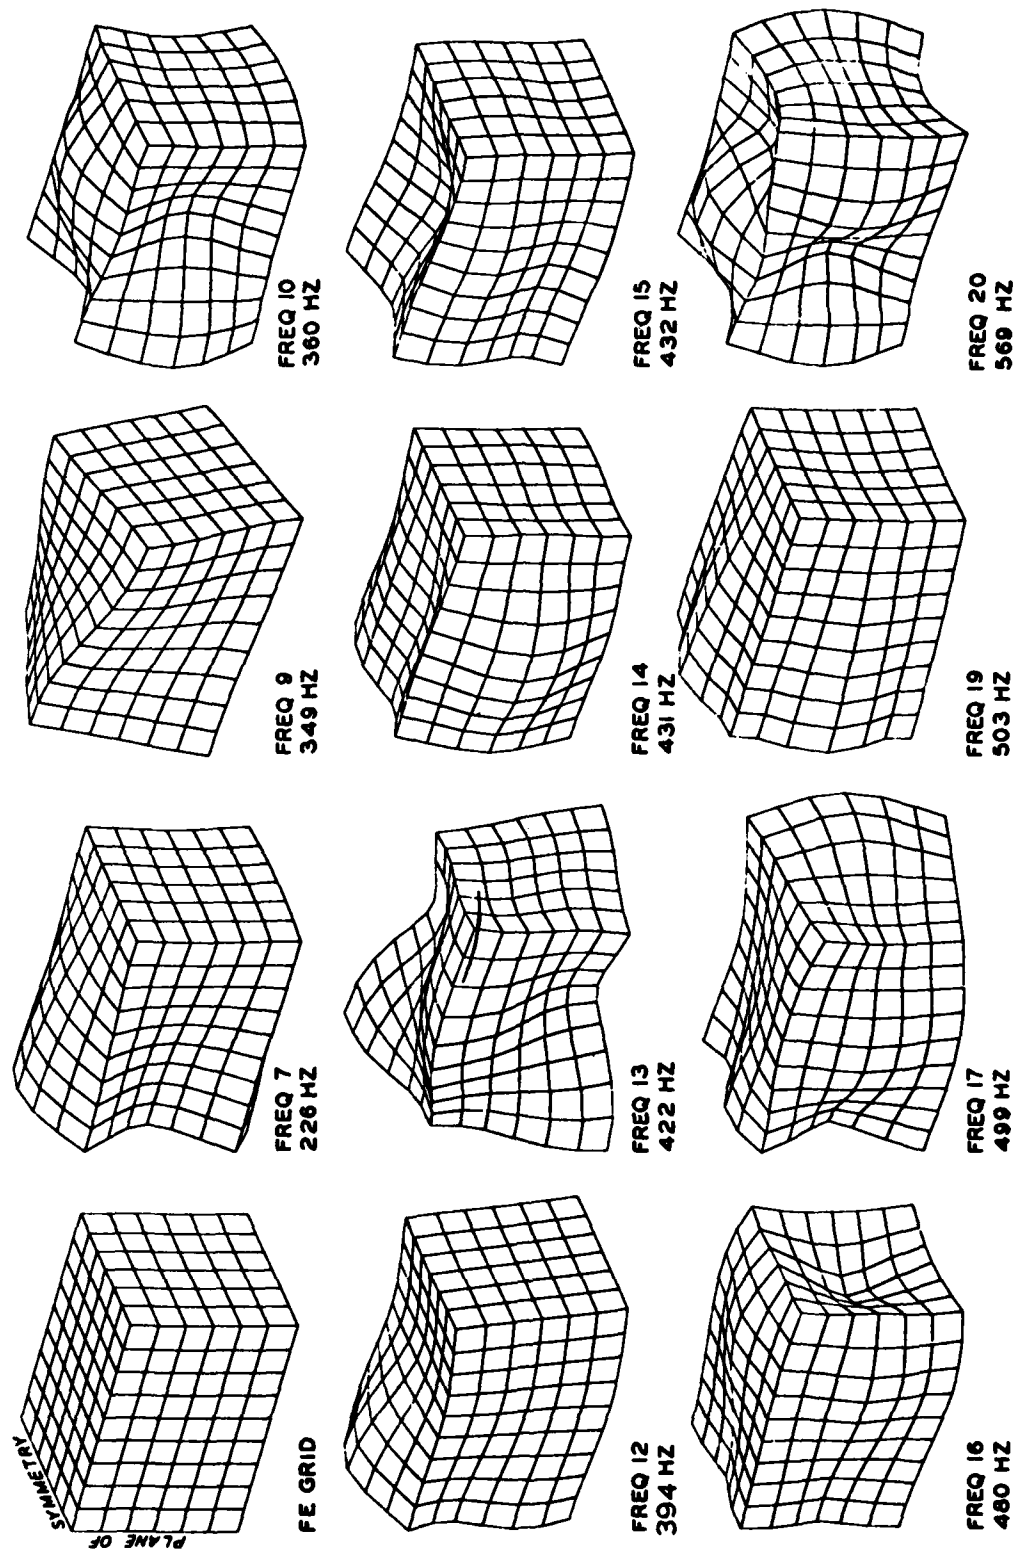 PLANE OF
SYMMETRY
FE GRID
FREQ 7
226 HZ
FREQ 9
349 HZ
FREQ 10
360 HZ
FREQ 12
394 HZ
FREQ 13
422 HZ
FREQ 14
431 HZ
FREQ 15
432 HZ
FREQ 16
480 HZ
FREQ 17
499 HZ
FREQ 19
503 HZ
FREQ 20
569 HZ